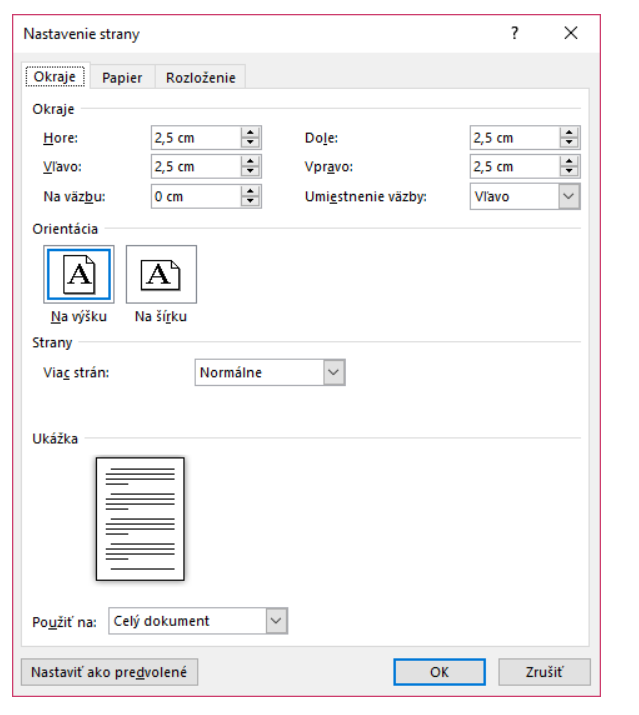 Nastavenie strany ?
Okraje Papier Rozloženie
Okraje
Hore: 2,5 cm Dole: 2,5 cm
Vľavo: 2,5 cm Vpravo: 2,5 cm
Na väzbu: 0 cm Umiestnenie väzby: Vľavo
Orientácia
A A
Na výšku Na šírku
Strany
Viac strán: Normálne
Ukážka
Použiť na: Celý dokument
Nastaviť ako predvolené OK Zrušiť